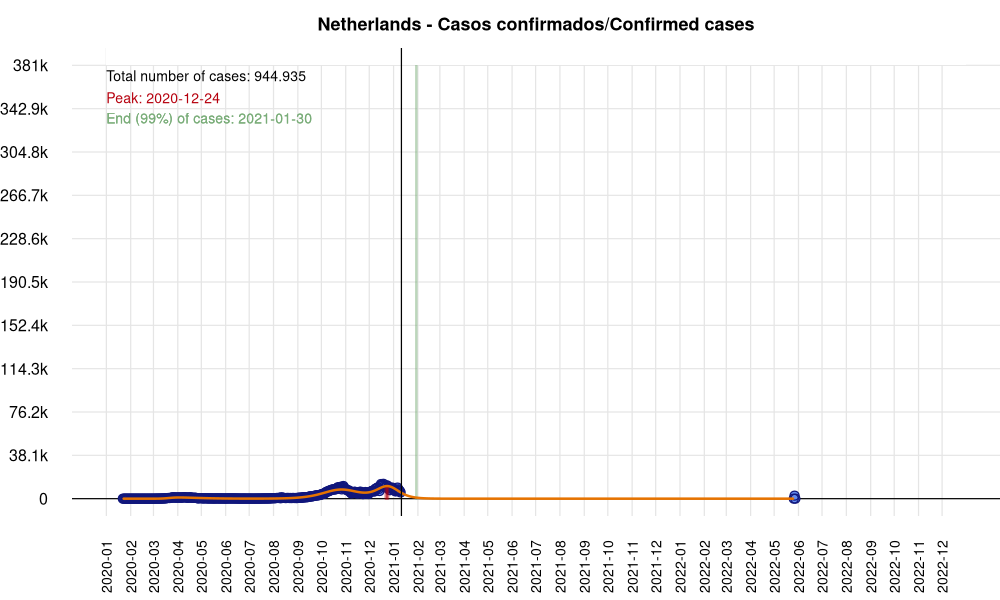 Netherlands - Casos confirmados/Confirmed cases
381k
342.9k
304.8k
266.7k
228.6k
190.5k
152.4k
114.3k
76.2k
38.1k
0
Total number of cases: 944.935
Peak: 2020-12-24
End (99%) of cases: 2021-01-30
2020-01
2020-02
2020-03
2020-04
2020-05
2020-06
2020-07
2020-08
2020-09
2020-10
2020-11
2020-12
2021-01
2021-02
2021-03
2021-04
2021-05
2021-06
2021-07
2021-08
2021-09
2021-10
2021-11
2021-12
2022-01
2022-02
2022-03
2022-04
2022-05
2022-06
2022-07
2022-08
2022-09
2022-10
2022-11
2022-12